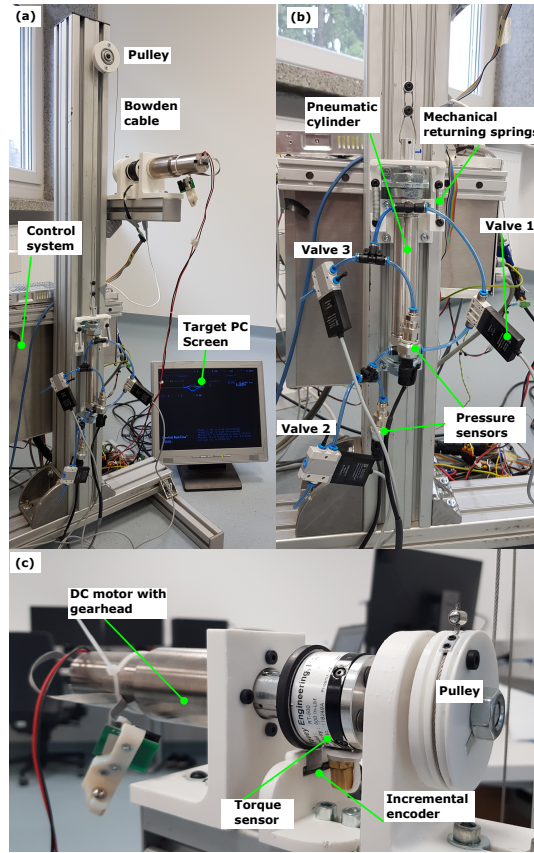 (a)
Pulley
Bowden
cable
Control
system
Target PC
Screen
(b)
Pneumatic
cylinder
Mechanical
returning springs
Valve 1
Valve 3
Valve 2
Pressure
sensors
(c)
DC motor with
gearhead
Engineering,
Pulley
Torque
sensor
Incremental
encoder